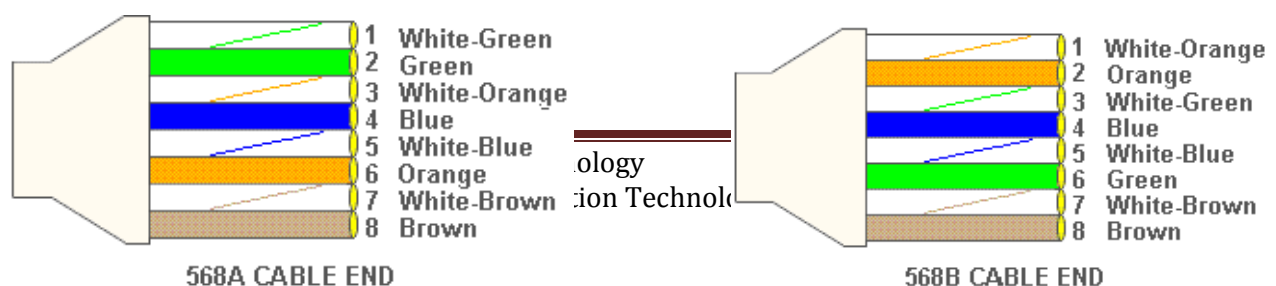 1 White-Green
2 Green
3 White-Orange
4 Blue
5 White-Blue
6 Orange
7 White-Brown
8 Brown
568A CABLE END
ology
tion Technolo
1 White-Orange
2 Orange
3 White-Green
4 Blue
5 White-Blue
6 Green
7 White-Brown
8 Brown
568B CABLE END